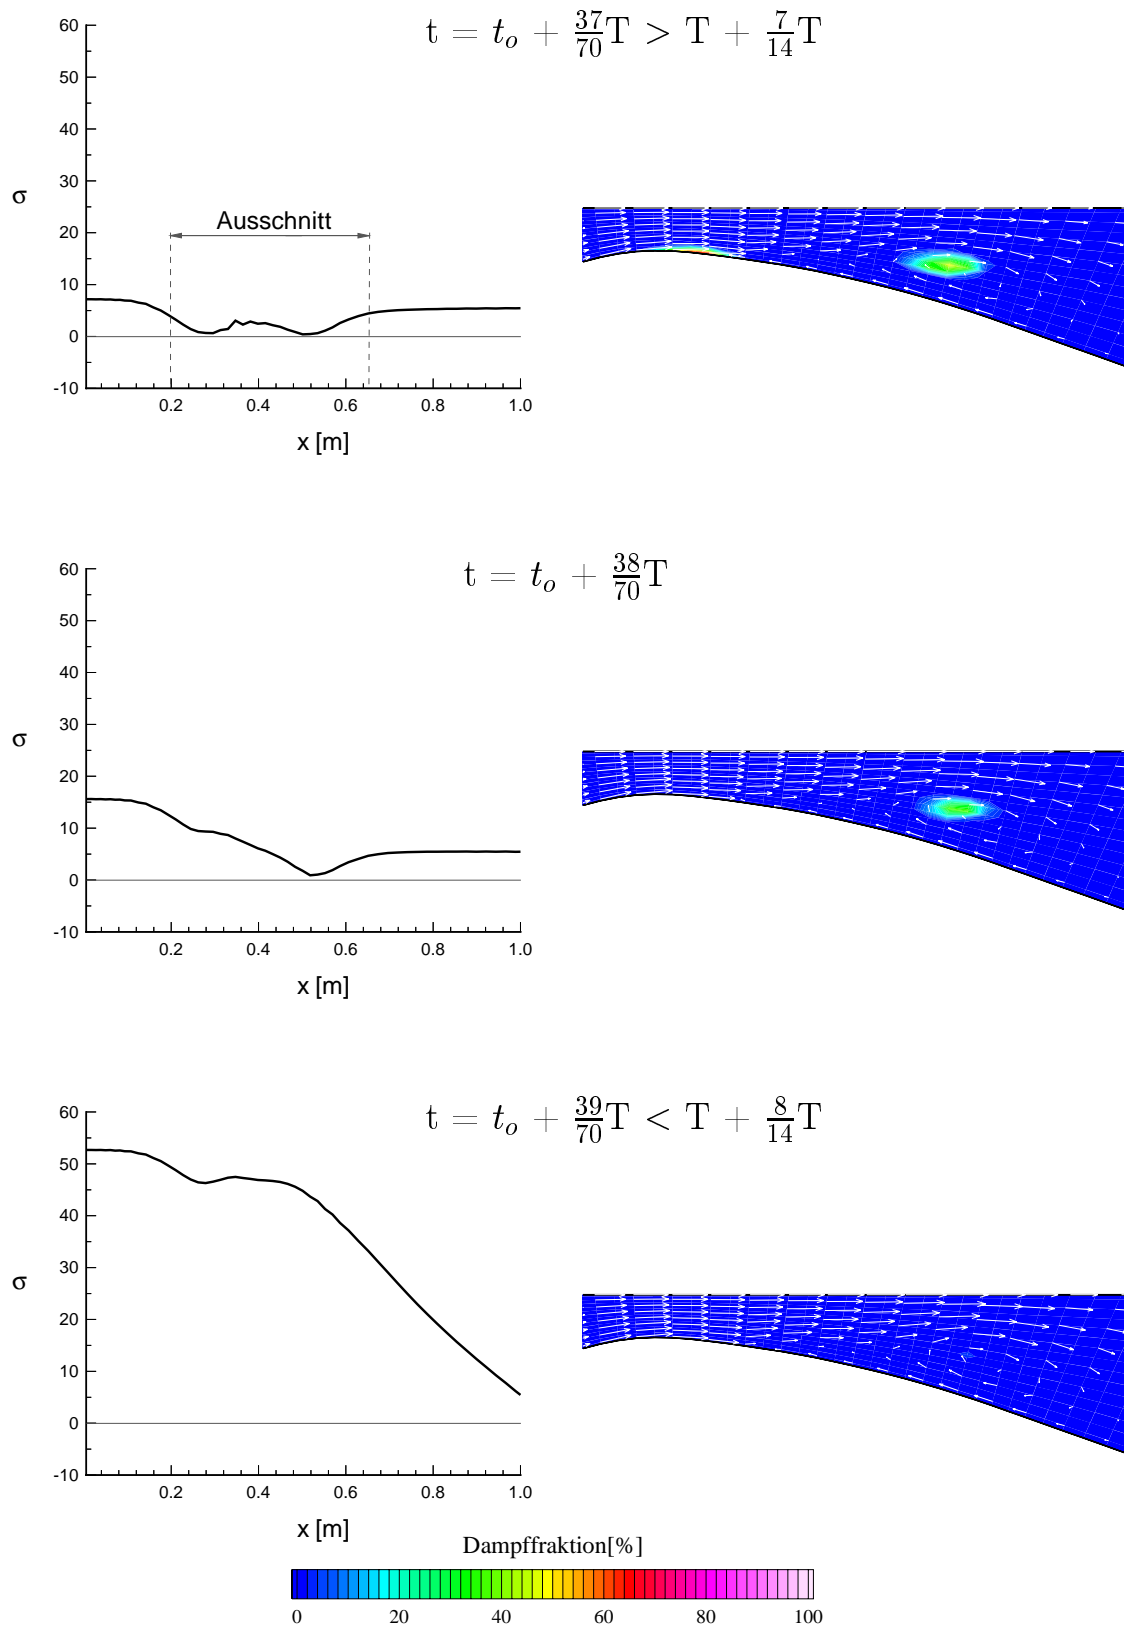 t = t_o + 37/70 T > T + 7/14 T
60
50
40
30
σ
20
10
0
-10
Ausschnitt
0.2 0.4 0.6 0.8 1.0
x [m]
t = t_o + 38/70 T
60
50
40
30
σ
20
10
0
-10
0.2 0.4 0.6 0.8 1.0
x [m]
t = t_o + 39/70 T < T + 8/14 T
60
50
40
30
σ
20
10
0
-10
0.2 0.4 0.6 0.8 1.0
x [m]
Dampffraktion[%]
0 20 40 60 80 100